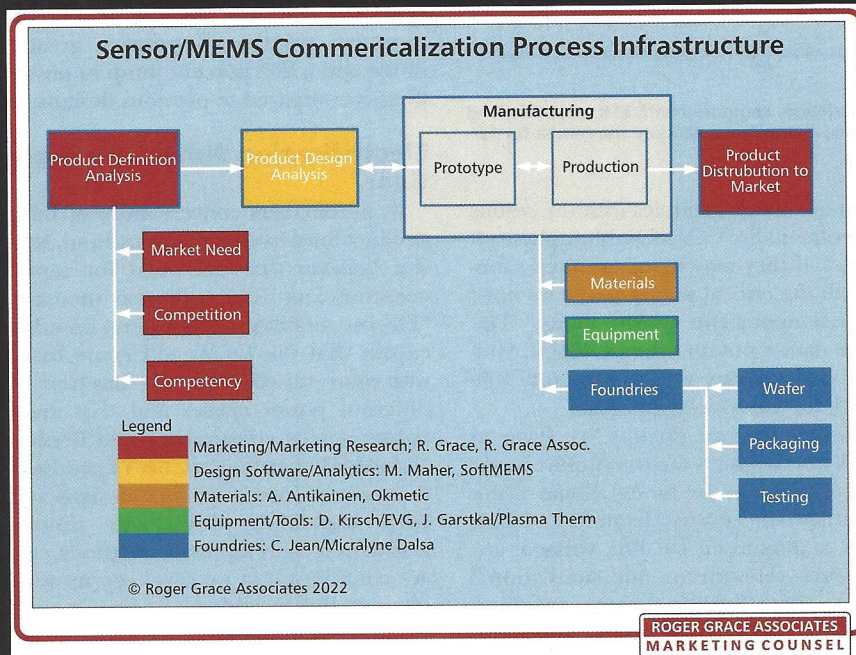 Sensor/MEMS Commericalization Process Infrastructure
Manufacturing
Product Definition
Analysis
Product Design
Analysis
Prototype
Production
Product
Distrubution to
Market
Market Need
Competition
Competency
Materials
Equipment
Foundries
Wafer
Packaging
Testing
Legend
Marketing/Marketing Research; R. Grace, R. Grace Assoc.
Design Software/Analytics: M. Maher, SoftMEMS
Materials: A. Antikainen, Okmetic
Equipment/Tools: D. Kirsch/EVG, J. Garstkal/Plasma Therm
Foundries: C. Jean/Micralyne Dalsa
© Roger Grace Associates 2022
ROGER GRACE ASSOCIATES
MARKETING COUNSEL